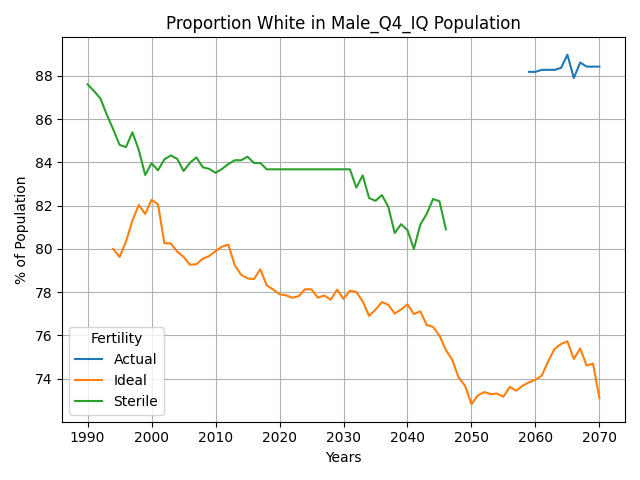 Proportion White in Male_Q4_IQ Population
% of Population
88
86
84
82
80
78
76
74
Fertility
Actual
Ideal
Sterile
1990 2000 2010 2020 2030 2040 2050 2060 2070
Years